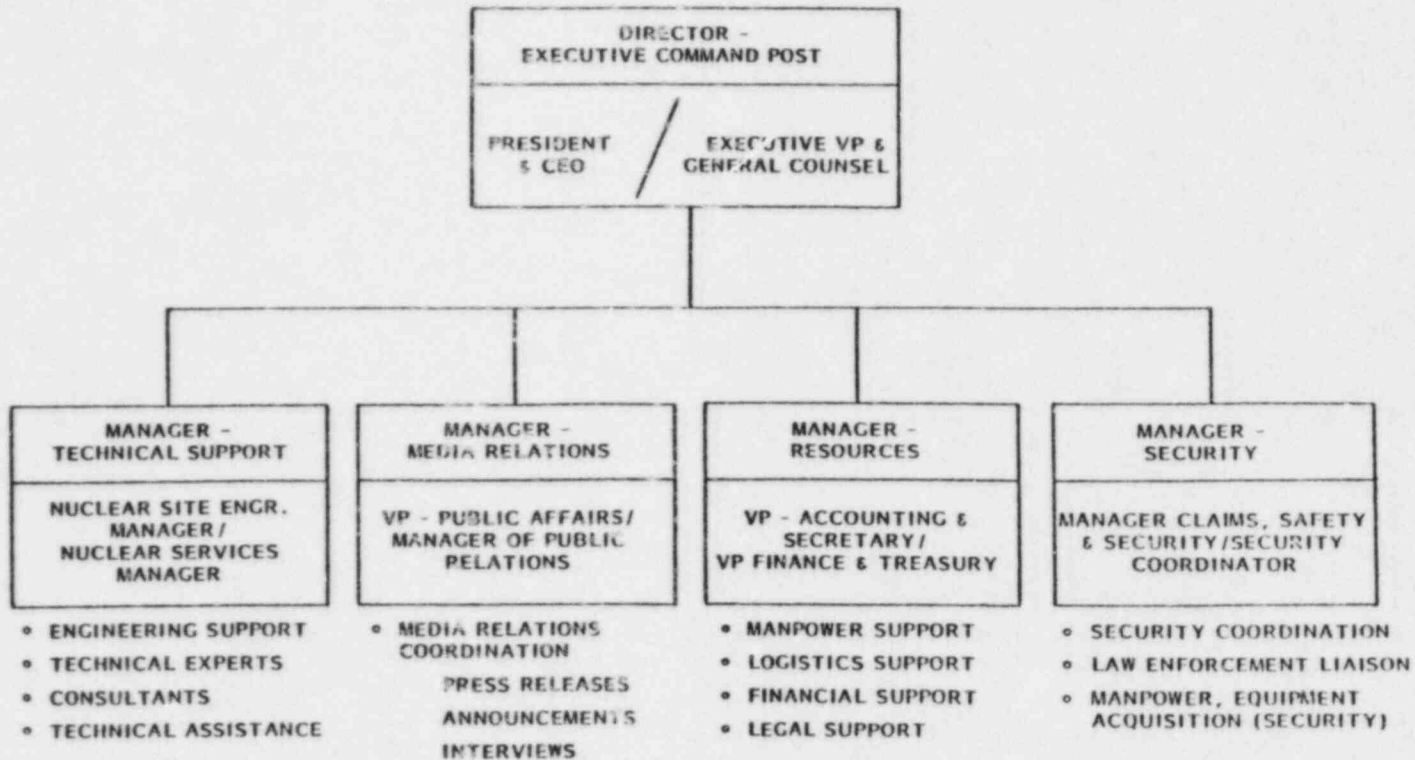 DIRECTOR -
EXECUTIVE COMMAND POST
PRESIDENT
& CEO
EXECUTIVE VP &
GENERAL COUNSEL
MANAGER -
TECHNICAL SUPPORT
NUCLEAR SITE ENGR.
MANAGER/
NUCLEAR SERVICES
MANAGER
• ENGINEERING SUPPORT
• TECHNICAL EXPERTS
• CONSULTANTS
• TECHNICAL ASSISTANCE
MANAGER -
MEDIA RELATIONS
VP - PUBLIC AFFAIRS/
MANAGER OF PUBLIC
RELATIONS
• MEDIA RELATIONS
COORDINATION
PRESS RELEASES
ANNOUNCEMENTS
INTERVIEWS
MANAGER -
RESOURCES
VP - ACCOUNTING &
SECRETARY/
VP FINANCE & TREASURY
• MANPOWER SUPPORT
• LOGISTICS SUPPORT
• FINANCIAL SUPPORT
• LEGAL SUPPORT
MANAGER -
SECURITY
MANAGER CLAIMS, SAFETY
& SECURITY/SECURITY
COORDINATOR
• SECURITY COORDINATION
• LAW ENFORCEMENT LIAISON
• MANPOWER, EQUIPMENT
ACQUISITION (SECURITY)